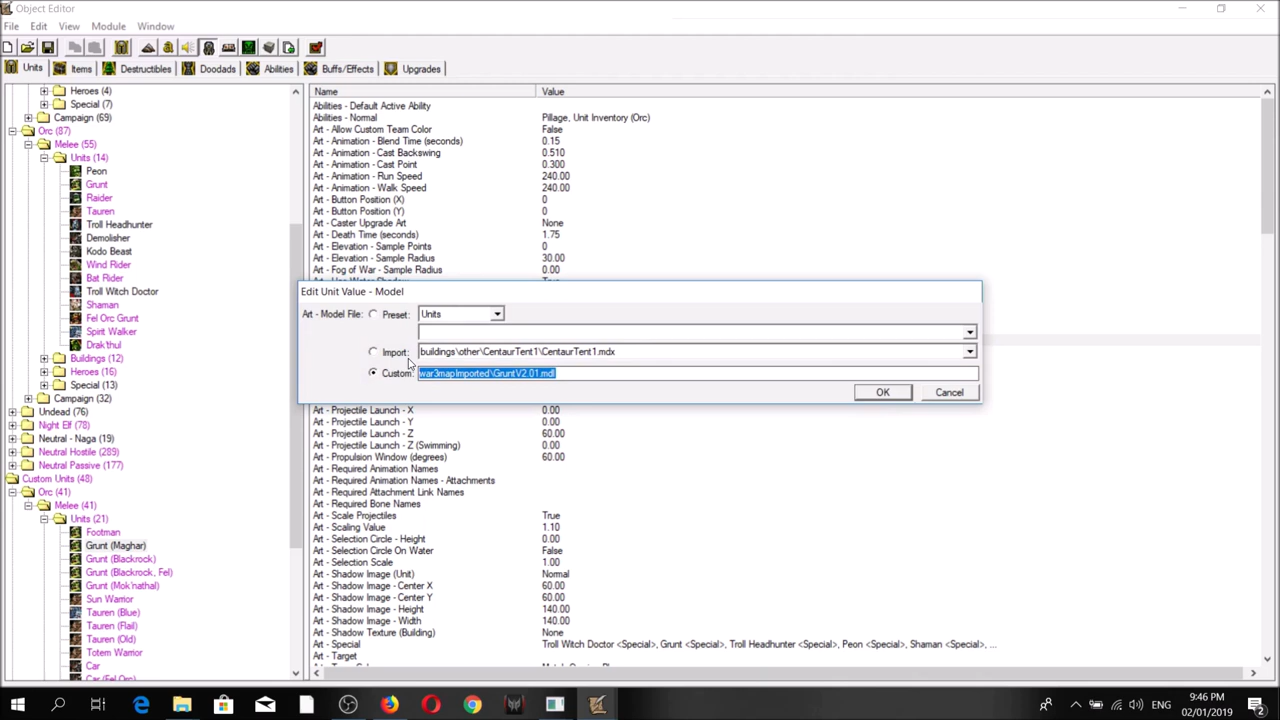 Object Editor
File Edit View Module Window
Units Items Destructibles Doodads Abilities Buffs/Effects Upgrades
Heroes (4)
Special (7)
Campaign (69)
Orc (87)
Melee (55)
Units (14)
Peon
Grunt
Raider
Tauren
Troll Headhunter
Demolisher
Kodo Beast
Wind Rider
Bat Rider
Troll Witch Doctor
Shaman
Fel Orc Grunt
Spirit Walker
Drak'thul
Buildings (12)
Heroes (16)
Special (13)
Campaign (32)
Undead (76)
Night Elf (78)
Neutral - Naga (19)
Neutral Hostile (289)
Neutral Passive (177)
Custom Units (48)
Orc (41)
Melee (41)
Units (21)
Footman
Grunt (Maghar)
Grunt (Blackrock)
Grunt (Blackrock, Fel)
Grunt (Mok'nathal)
Sun Warrior
Tauren (Blue)
Tauren (Flail)
Tauren (Old)
Totem Warrior
Car
Car (Fel Orc)
Name Value
Abilities - Default Active Ability
Abilities - Normal Pillage, Unit Inventory (Orc)
Art - Allow Custom Team Color False
Art - Animation - Blend Time (seconds) 0.15
Art - Animation - Cast Backswing 0.510
Art - Animation - Cast Point 0.300
Art - Animation - Run Speed 240.00
Art - Animation - Walk Speed 240.00
Art - Button Position (X) 0
Art - Button Position (Y) 0
Art - Caster Upgrade Art None
Art - Death Time (seconds) 1.75
Art - Elevation - Sample Points 0
Art - Elevation - Sample Radius 30.00
Art - Fog of War - Sample Radius 0.00
Edit Unit Value - Model
Art - Model File: Preset: Units
Import: buildings\other\CentaurTent1\CentaurTent1.mdx
Custom: war3mapImported\GruntV2.01.mdl
OK Cancel
Art - Projectile Launch - X 0.00
Art - Projectile Launch - Y 0.00
Art - Projectile Launch - Z 60.00
Art - Projectile Launch - Z (Swimming) 0.00
Art - Propulsion Window (degrees) 60.00
Art - Required Animation Names
Art - Required Animation Names - Attachments
Art - Required Attachment Link Names
Art - Required Bone Names
Art - Scale Projectiles True
Art - Scaling Value 1.10
Art - Selection Circle - Height 0.00
Art - Selection Circle On Water False
Art - Selection Scale 1.00
Art - Shadow Image (Unit) Normal
Art - Shadow Image - Center X 60.00
Art - Shadow Image - Center Y 60.00
Art - Shadow Image - Height 140.00
Art - Shadow Image - Width 140.00
Art - Shadow Texture (Building) None
Art - Special Troll Witch Doctor <Special>, Grunt <Special>, Troll Headhunter <Special>, Peon <Special>, Shaman <Special>, ...
Art - Target
ENG
9:46 PM
02/01/2019
2